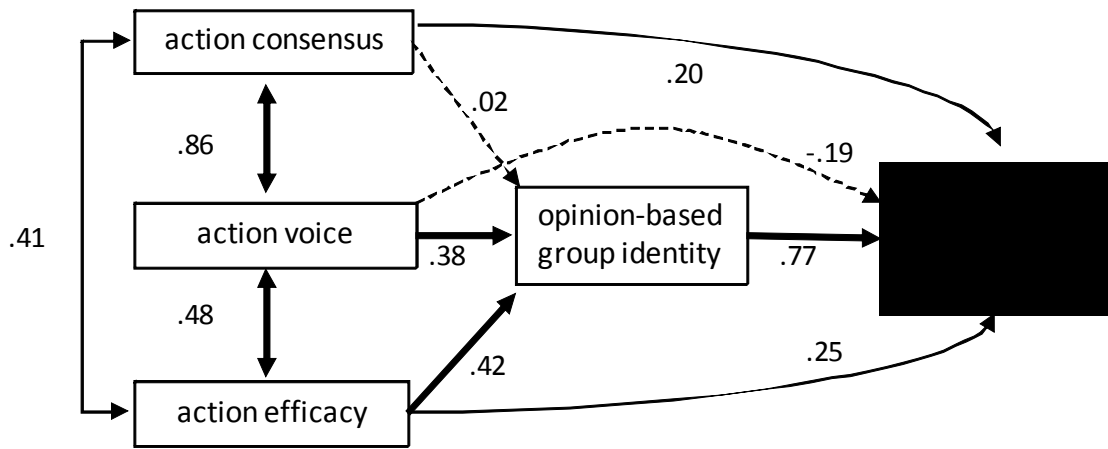 action consensus
.20
.02
.86
-.19
opinion-based
group identity
action voice
.41
.38
.77
.48
.25
.42
action efficacy